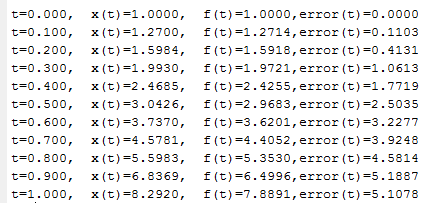 t=0.000,  x(t)=1.0000,  f(t)=1.0000,error(t)=0.0000
t=0.100,  x(t)=1.2700,  f(t)=1.2714,error(t)=0.1103
t=0.200,  x(t)=1.5984,  f(t)=1.5918,error(t)=0.4131
t=0.300,  x(t)=1.9930,  f(t)=1.9721,error(t)=1.0613
t=0.400,  x(t)=2.4685,  f(t)=2.4255,error(t)=1.7719
t=0.500,  x(t)=3.0426,  f(t)=2.9683,error(t)=2.5035
t=0.600,  x(t)=3.7370,  f(t)=3.6201,error(t)=3.2277
t=0.700,  x(t)=4.5781,  f(t)=4.4052,error(t)=3.9248
t=0.800,  x(t)=5.5983,  f(t)=5.3530,error(t)=4.5814
t=0.900,  x(t)=6.8369,  f(t)=6.4996,error(t)=5.1887
t=1.000,  x(t)=8.2920,  f(t)=7.8891,error(t)=5.1078